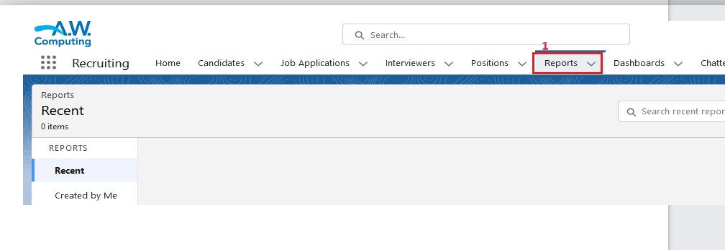 A.W.
Computing
Search...
1
Recruiting Home Candidates Job Applications Interviewers Positions Reports Dashboards Chatte
Reports
Recent
0 items
Search recent repor
REPORTS
Recent
Created by Me